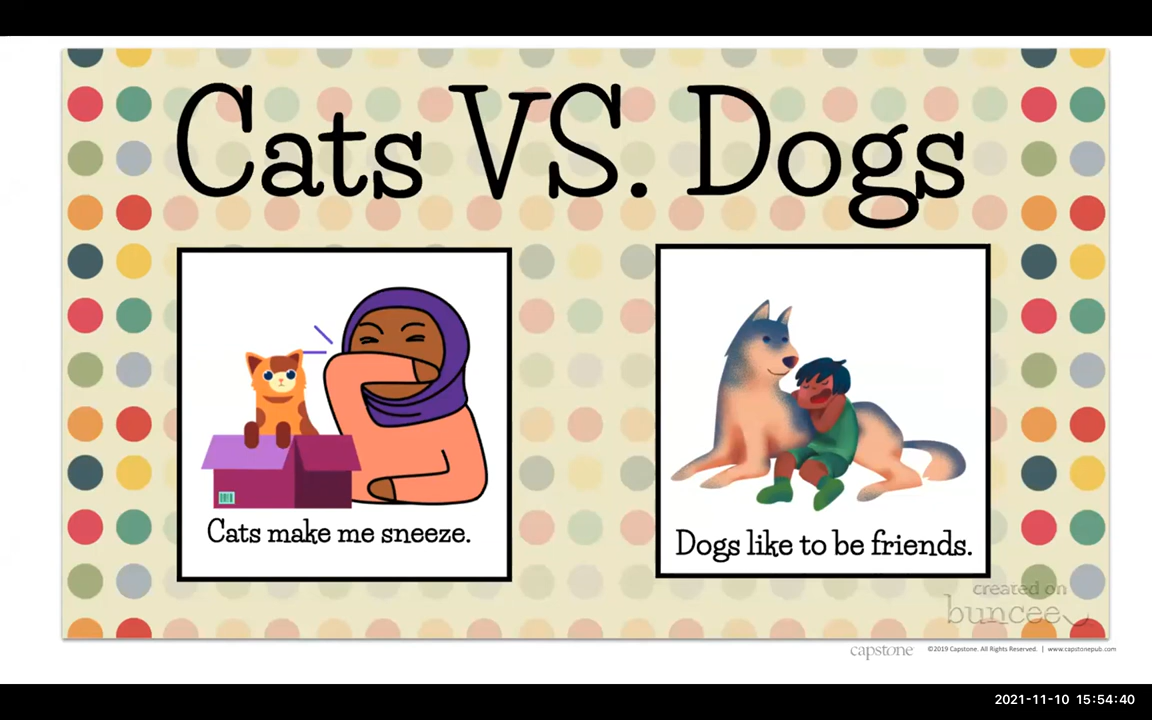 Cats VS. Dogs
Cats make me sneeze.
Dogs like to be friends.
created on
buncee
capstone ©2019 Capstone. All Rights Reserved. | www.capstonepub.com
2021-11-10 15:54:40